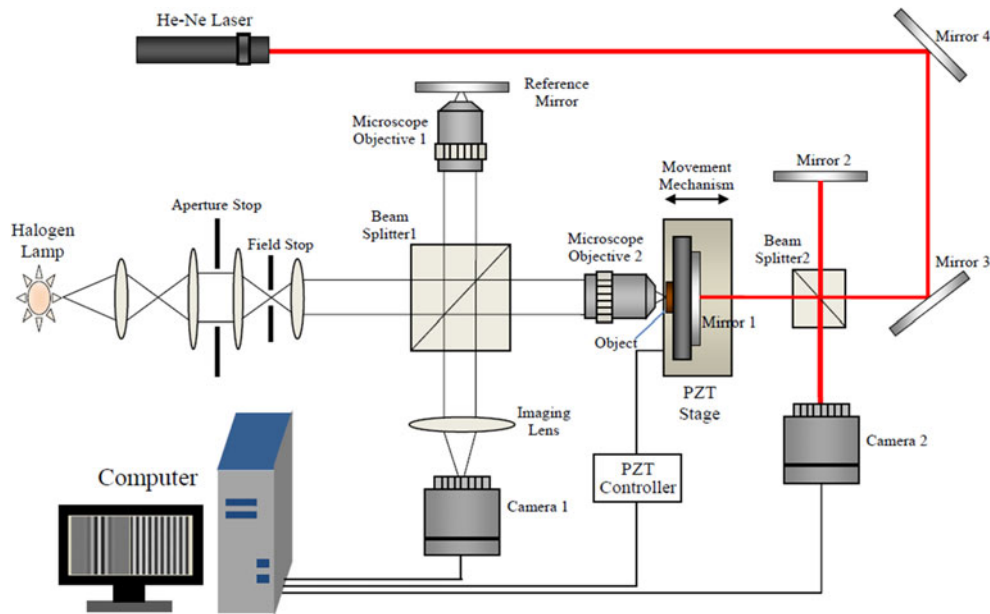 He-Ne Laser
Mirror 4
Reference
Mirror
Microscope
Objective 1
Mirror 2
Movement
Mechanism
Aperture Stop
Halogen
Lamp
Field Stop
Beam
Splitter1
Microscope
Objective 2
Beam
Splitter2
Mirror 3
Mirror 1
Object
PZT
Stage
Imaging
Lens
Camera 2
PZT
Controller
Computer
Camera 1